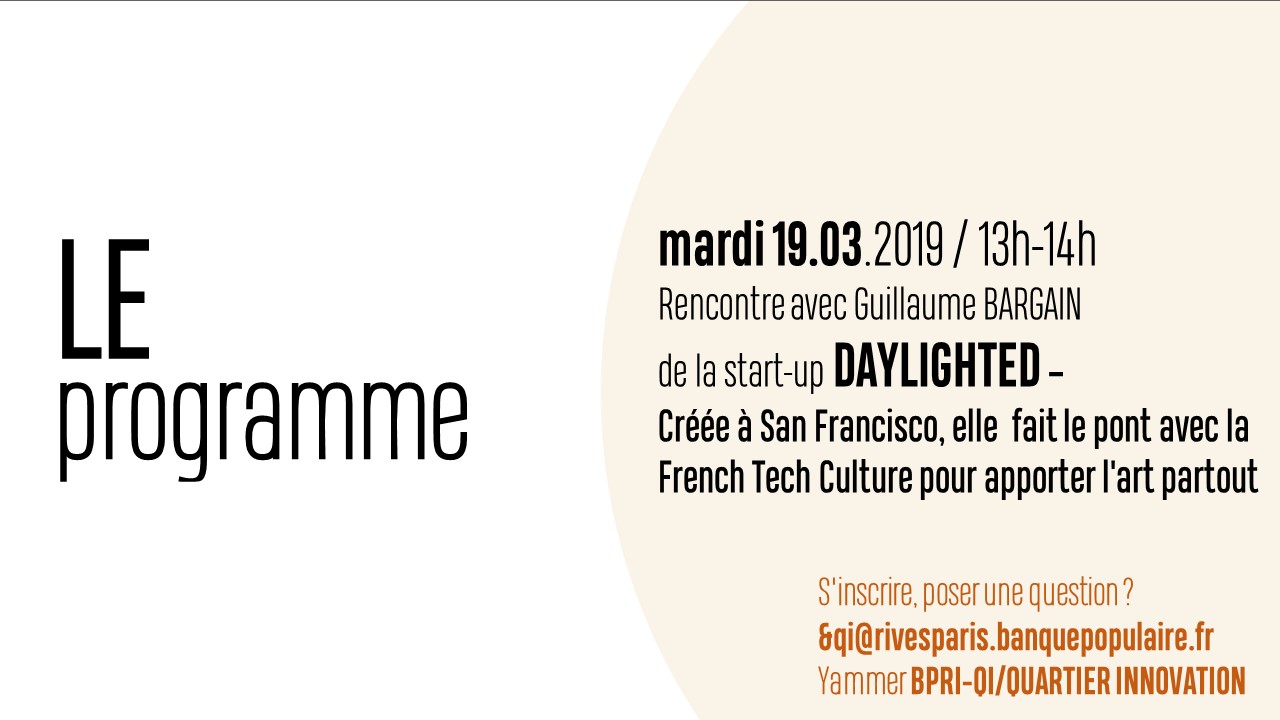 LE
programme
mardi 19.03.2019 / 13h-14h
Rencontre avec Guillaume BARGAIN
de la start-up DAYLIGHTED –
Créée à San Francisco, elle fait le pont avec la
French Tech Culture pour apporter l'art partout
S'inscrire, poser une question ?
&qi@rivesparis.banquepopulaire.fr
Yammer BPRI-QI/QUARTIER INNOVATION